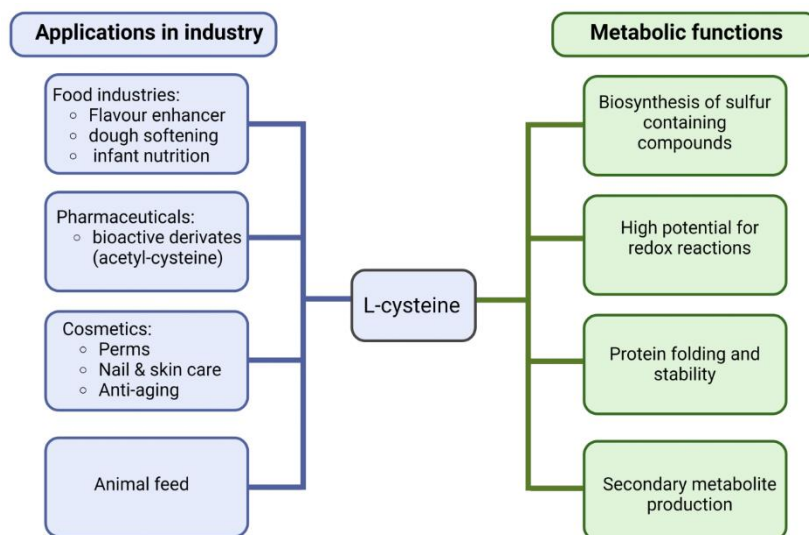 Applications in industry
Food industries:
○ Flavour enhancer
○ dough softening
○ infant nutrition
Pharmaceuticals:
○ bioactive derivates
(acetyl-cysteine)
Cosmetics:
○ Perms
○ Nail & skin care
○ Anti-aging
Animal feed
L-cysteine
Metabolic functions
Biosynthesis of sulfur
containing
compounds
High potential for
redox reactions
Protein folding and
stability
Secondary metabolite
production